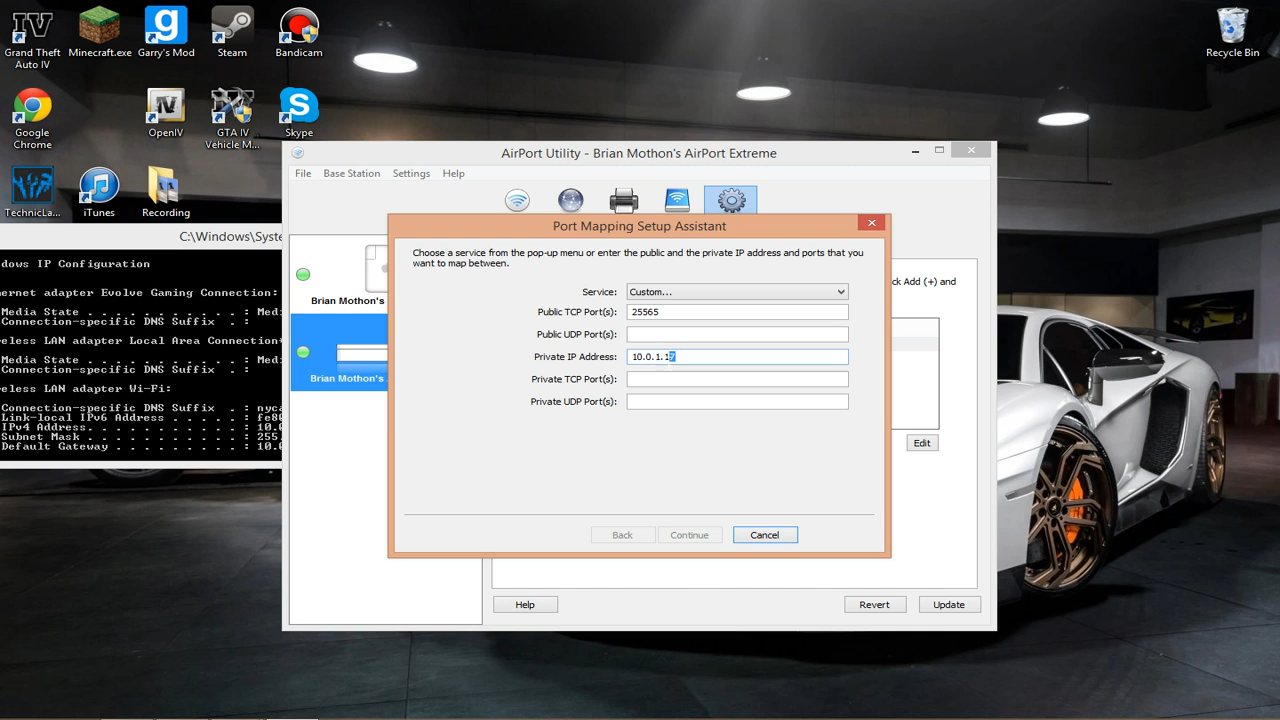 Grand Theft
Auto IV
Minecraft.exe
Garry's Mod
Steam
Bandicam
Recycle Bin
Google
Chrome
OpenIV
GTA IV
Vehicle M...
Skype
TechnicLa...
iTunes
Recording
AirPort Utility - Brian Mothon's AirPort Extreme
File Base Station Settings Help
C:\Windows\Syste
dows IP Configuration
ernet adapter Evolve Gaming Connection:
Media State . . . . . . . . . . . : Medi
Connection-specific DNS Suffix . :
eless LAN adapter Local Area Connection
Media State . . . . . . . . . . . : Medi
Connection-specific DNS Suffix . :
eless LAN adapter Wi-Fi:
Connection-specific DNS Suffix . : nyca
Link-local IPv6 Address . . . . . : fe80
IPv4 Address. . . . . . . . . . . : 10.0
Subnet Mask . . . . . . . . . . . : 255.
Default Gateway . . . . . . . . . : 10.0
Brian Mothon's
Brian Mothon's
Port Mapping Setup Assistant
Choose a service from the pop-up menu or enter the public and the private IP address and ports that you
want to map between.
Service: Custom...
Public TCP Port(s): 25565
Public UDP Port(s):
Private IP Address: 10.0.1.17
Private TCP Port(s):
Private UDP Port(s):
Back Continue Cancel
ck Add (+) and
Edit
Help Revert Update